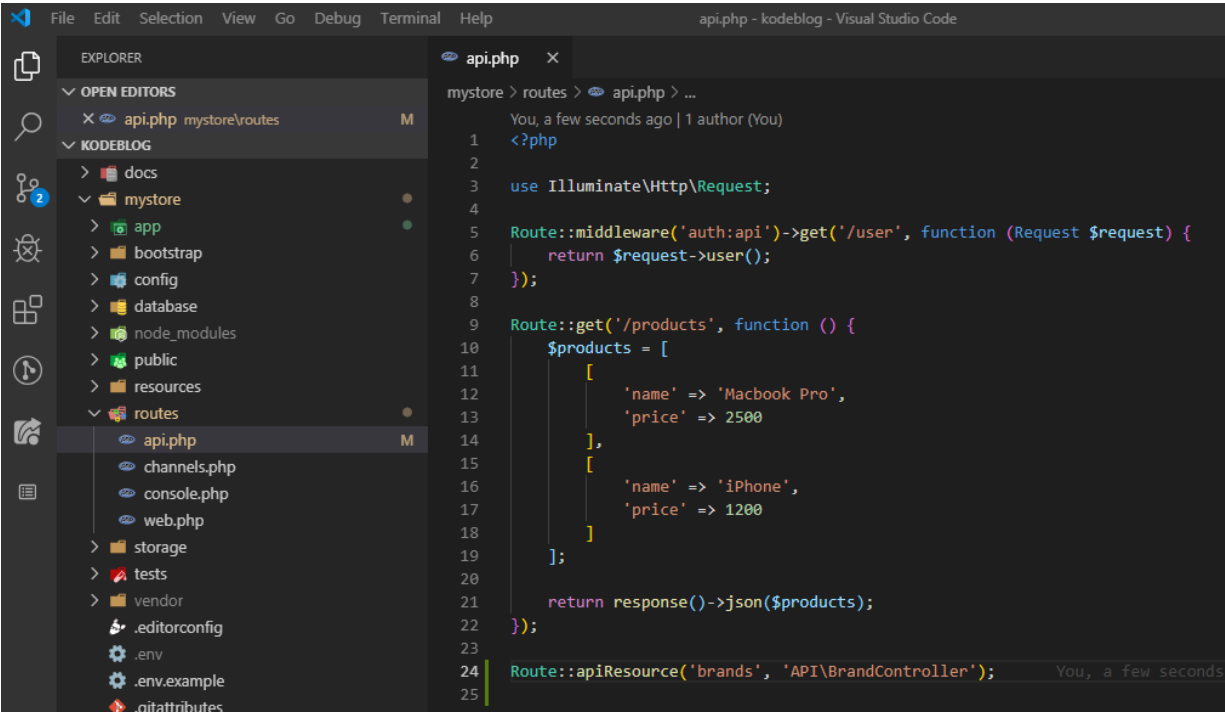 File Edit Selection View Go Debug Terminal Help api.php - kodeblog - Visual Studio Code
EXPLORER
OPEN EDITORS
api.php mystore\routes M
KODEBLOG
docs
mystore
app
bootstrap
config
database
node_modules
public
resources
routes
api.php M
channels.php
console.php
web.php
storage
tests
vendor
.editorconfig
.env
.env.example
.gitattributes
2
api.php
mystore > routes > api.php > ...
You, a few seconds ago | 1 author (You)
1 <?php
2
3 use Illuminate\Http\Request;
4
5 Route::middleware('auth:api')->get('/user', function (Request $request) {
6     return $request->user();
7 });
8
9 Route::get('/products', function () {
10     $products = [
11         [
12             'name' => 'Macbook Pro',
13             'price' => 2500
14         ],
15         [
16             'name' => 'iPhone',
17             'price' => 1200
18         ]
19     ];
20
21     return response()->json($products);
22 });
23
24 Route::apiResource('brands', 'API\BrandController'); You, a few seconds
25